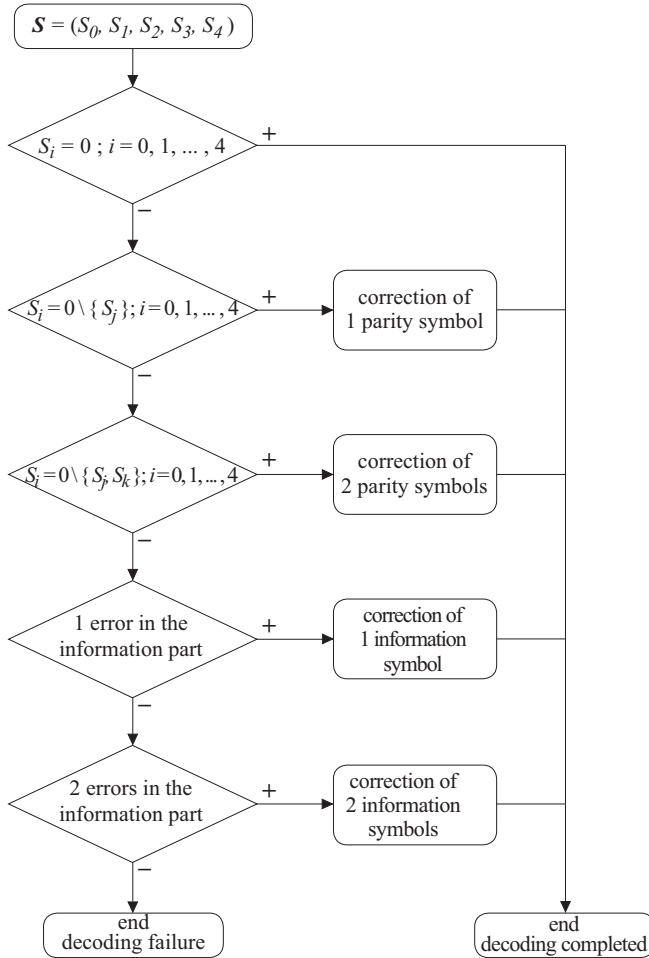 S = (S₀, S₁, S₂, S₃, S₄ )
Sᵢ = 0 ; i = 0, 1, ... , 4
+
−
Sᵢ = 0 \ { Sⱼ }; i = 0, 1, ... , 4
+
correction of
1 parity symbol
−
Sᵢ=0\{Sⱼ, Sₖ}; i=0, 1, ..., 4
+
correction of
2 parity symbols
−
1 error in the
information part
+
correction of
1 information
symbol
−
2 errors in the
information part
+
correction of
2 information
symbols
−
end
decoding failure
end
decoding completed